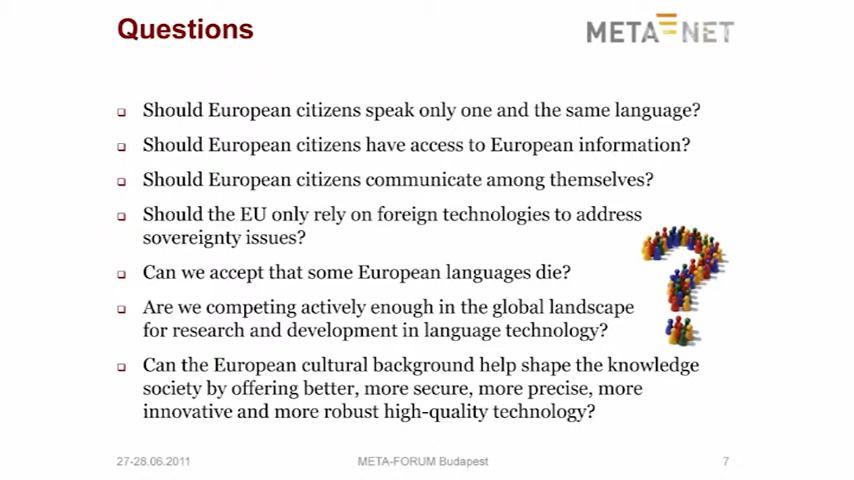 Questions
META NET
Should European citizens speak only one and the same language?
Should European citizens have access to European information?
Should European citizens communicate among themselves?
Should the EU only rely on foreign technologies to address
sovereignty issues?
Can we accept that some European languages die?
Are we competing actively enough in the global landscape
for research and development in language technology?
Can the European cultural background help shape the knowledge
society by offering better, more secure, more precise, more
innovative and more robust high-quality technology?
27-28.06.2011
META-FORUM Budapest
7